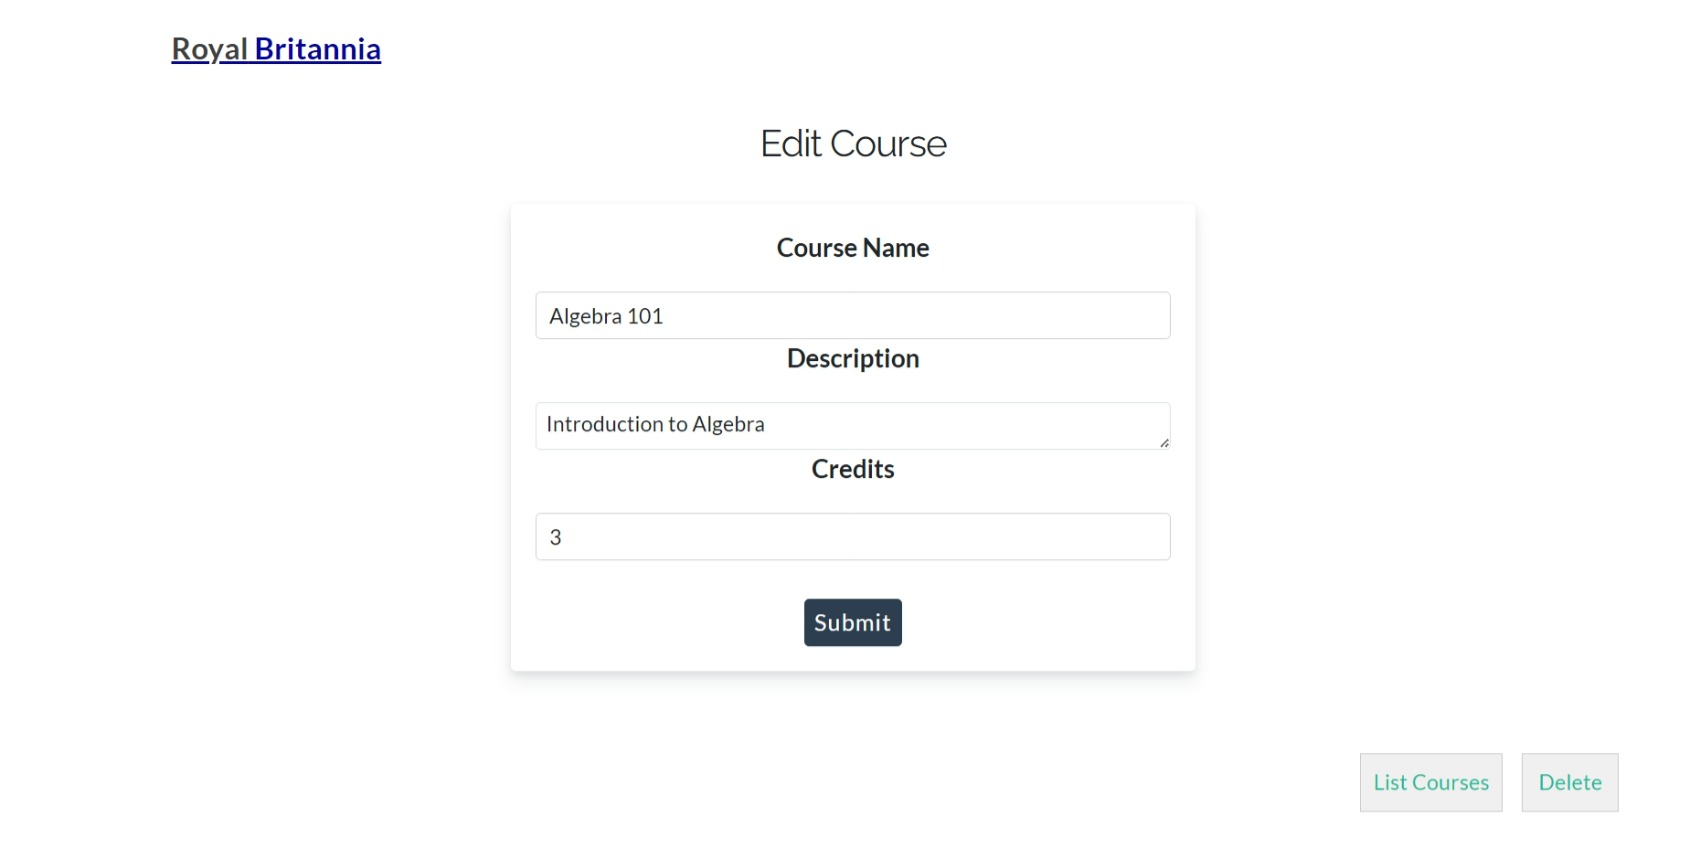 Royal Britannia
Edit Course
Course Name
Algebra 101
Description
Introduction to Algebra
Credits
3
Submit
List Courses
Delete